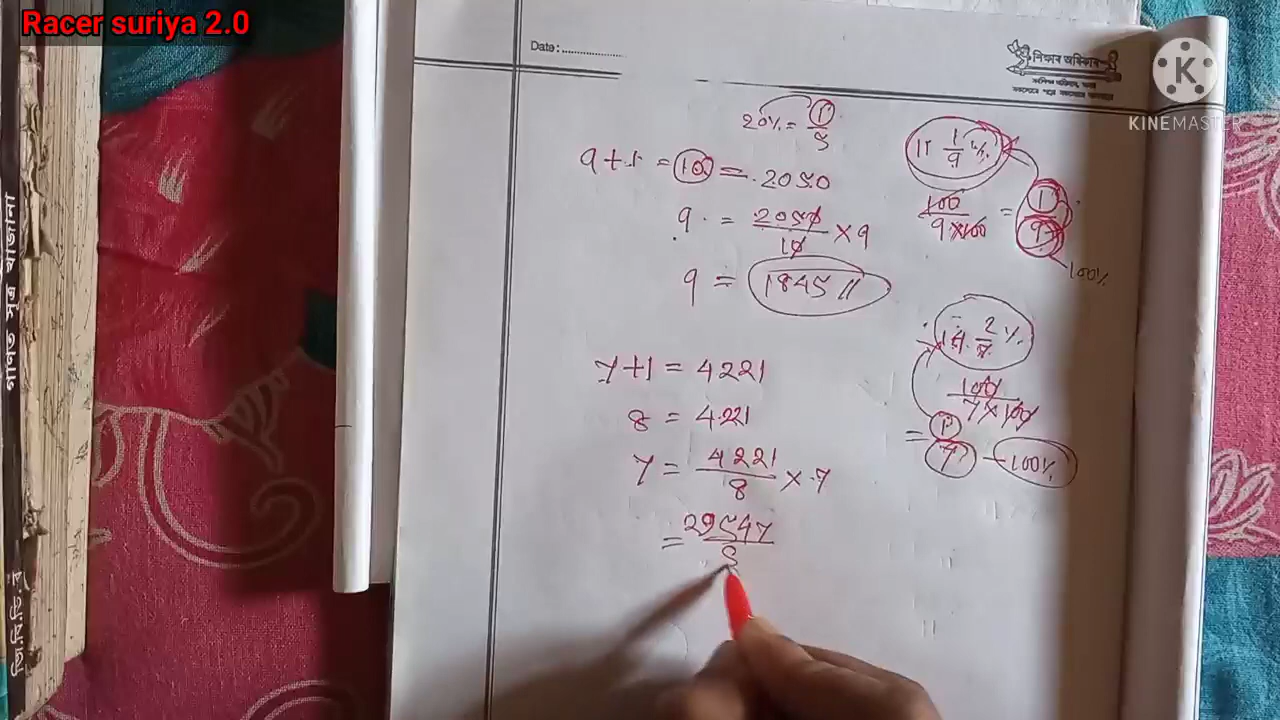 Racer suriya 2.0
Date:
শিক্ষাৰ অধিকাৰ
KINEMASTER
20% = 1/5
9+1 = 10 = 2050
9 = 2050/10 × 9
9 = 1845 //
11 1/9 %
100/9×100 = 1/9
100%
7+1 = 4221
8 = 4221
7 = 4221/8 × 7
= 29547/8
14 2/7 %
100/7×100
= 1/7 — 100%